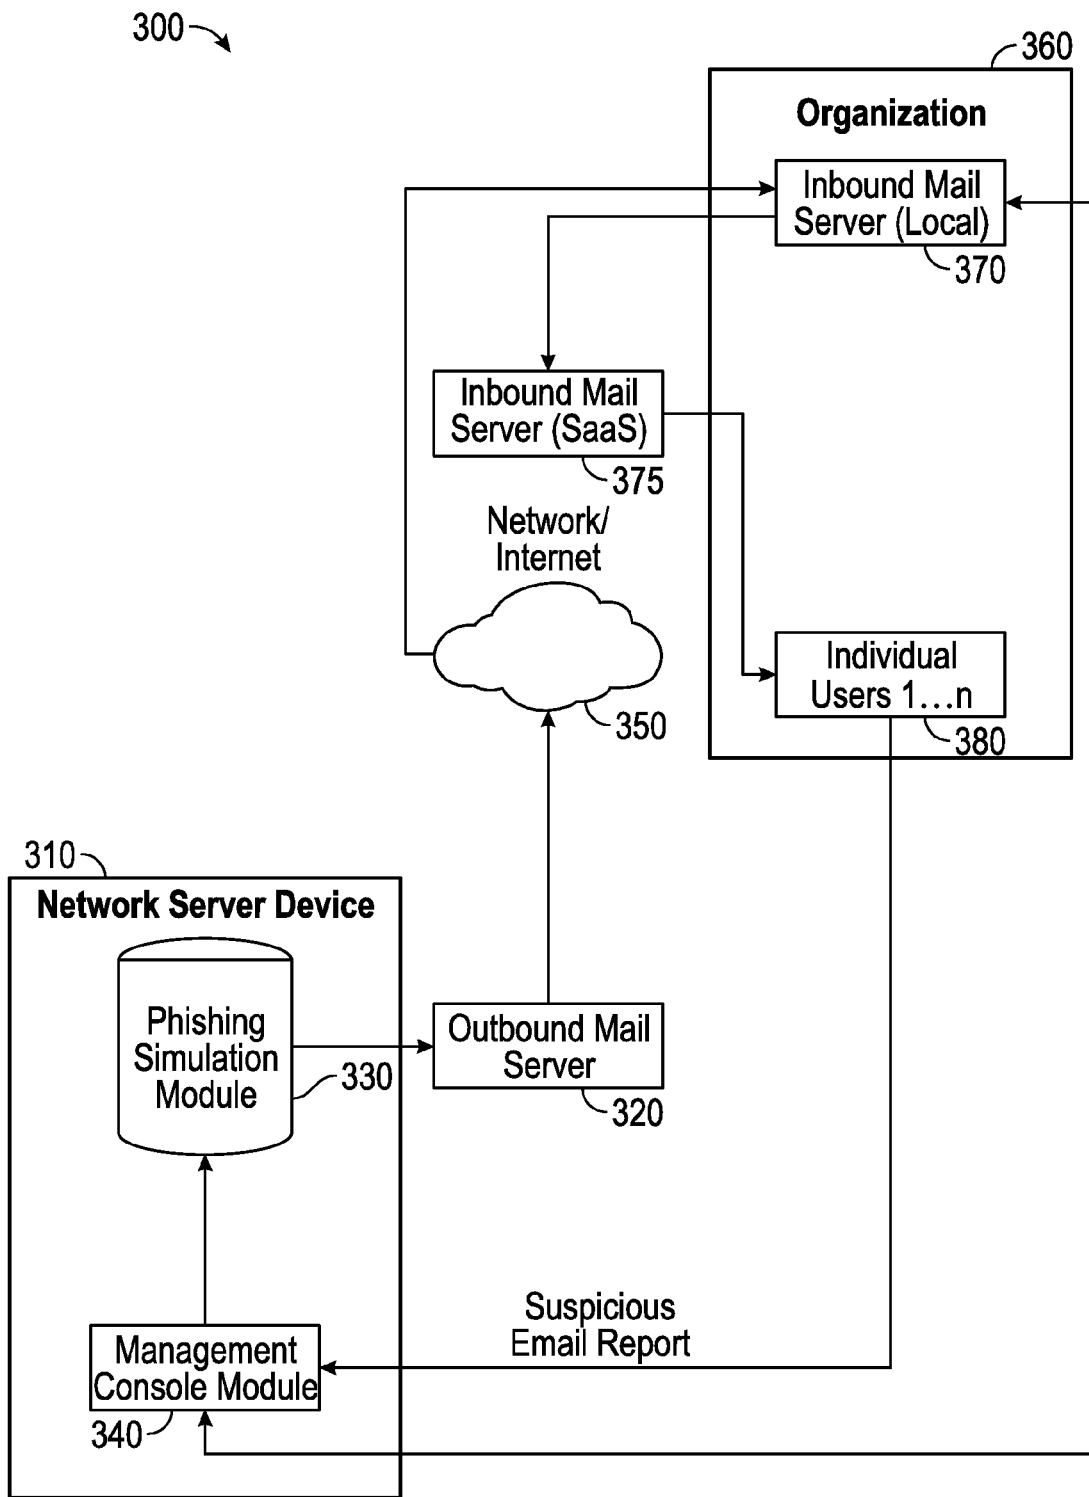 300
360
Organization
Inbound Mail
Server (Local)
370
Inbound Mail
Server (SaaS)
375
Network/
Internet
350
Individual
Users 1...n
380
310
Network Server Device
Phishing
Simulation
Module
330
Outbound Mail
Server
320
Suspicious
Email Report
Management
Console Module
340